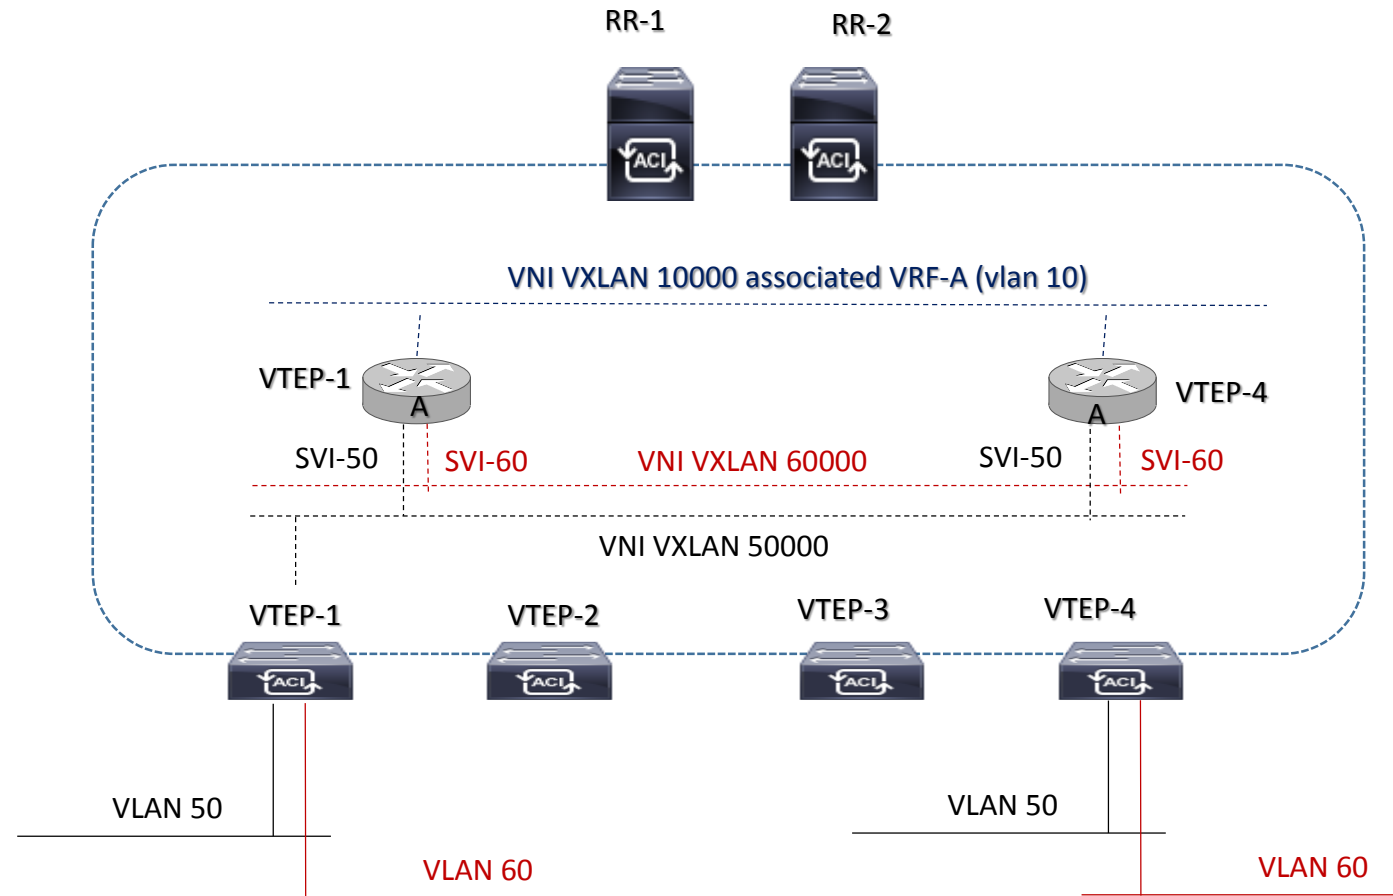 RR-1
RR-2
ACI
ACI
VNI VXLAN 10000 associated VRF-A (vlan 10)
VTEP-1
A
VTEP-4
A
SVI-50
SVI-60
VNI VXLAN 60000
SVI-50
SVI-60
VNI VXLAN 50000
VTEP-1
VTEP-2
VTEP-3
VTEP-4
ACI
ACI
ACI
ACI
VLAN 50
VLAN 50
VLAN 60
VLAN 60